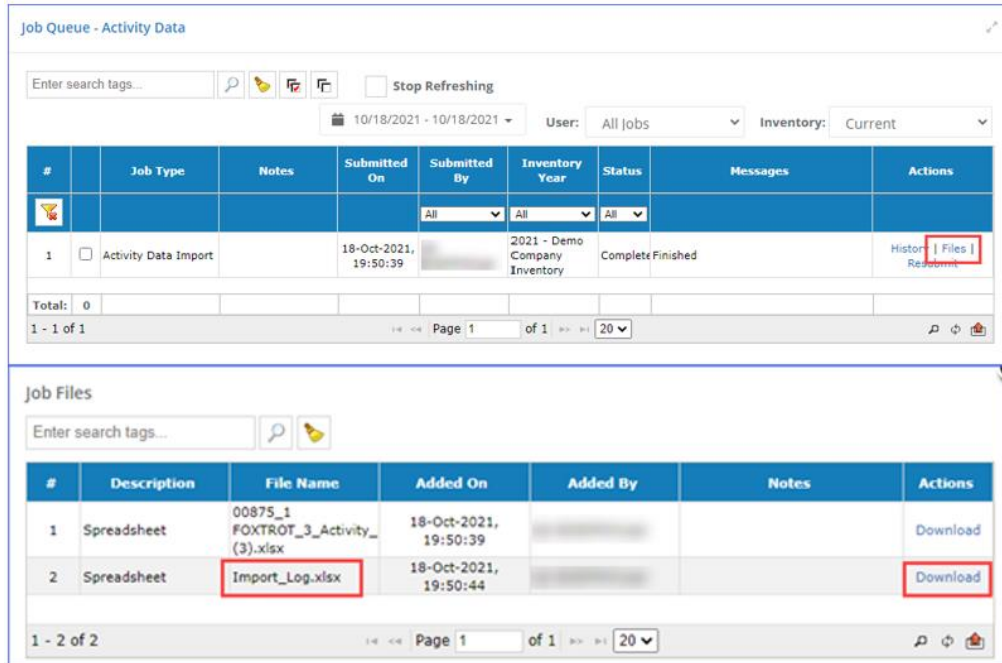 Job Queue - Activity Data
Enter search tags...
Stop Refreshing
10/18/2021 - 10/18/2021
User:
All Jobs
Inventory:
Current
#
Job Type
Notes
Submitted On
Submitted By
Inventory Year
Status
Messages
Actions
All
All
All
1
Activity Data Import
18-Oct-2021,
19:50:39
2021 - Demo
Company
Inventory
Complete
Finished
History | Files |
Resubmit
Total: 0
1 - 1 of 1
Page 1 of 1
20
Job Files
Enter search tags...
#
Description
File Name
Added On
Added By
Notes
Actions
1
Spreadsheet
00875_1
FOXTROT_3_Activity_
(3).xlsx
18-Oct-2021,
19:50:39
Download
2
Spreadsheet
Import_Log.xlsx
18-Oct-2021,
19:50:44
Download
1 - 2 of 2
Page 1 of 1
20